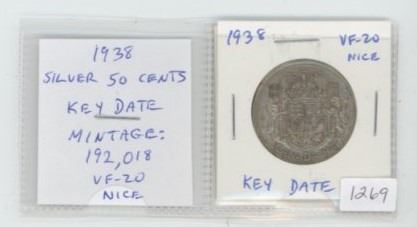 1938
SILVER 50 CENTS
KEY DATE
MINTAGE:
192,018
VF-20
NICE
1938
VF-20
NICE
KEY DATE
1269